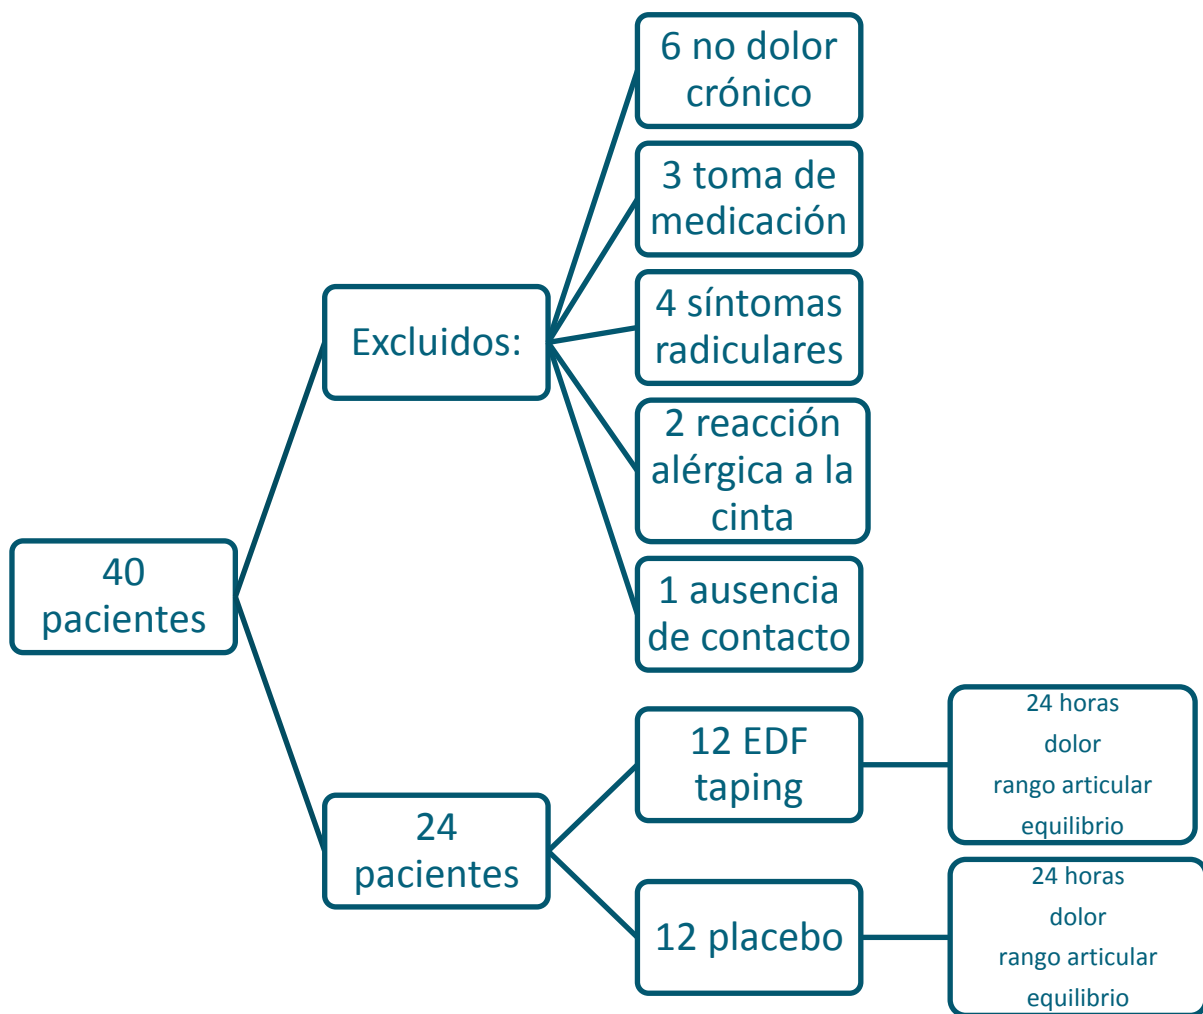 40
pacientes
Excluidos:
6 no dolor
crónico
3 toma de
medicación
4 síntomas
radiculares
2 reacción
alérgica a la
cinta
1 ausencia
de contacto
24
pacientes
12 EDF
taping
24 horas
dolor
rango articular
equilibrio
12 placebo
24 horas
dolor
rango articular
equilibrio